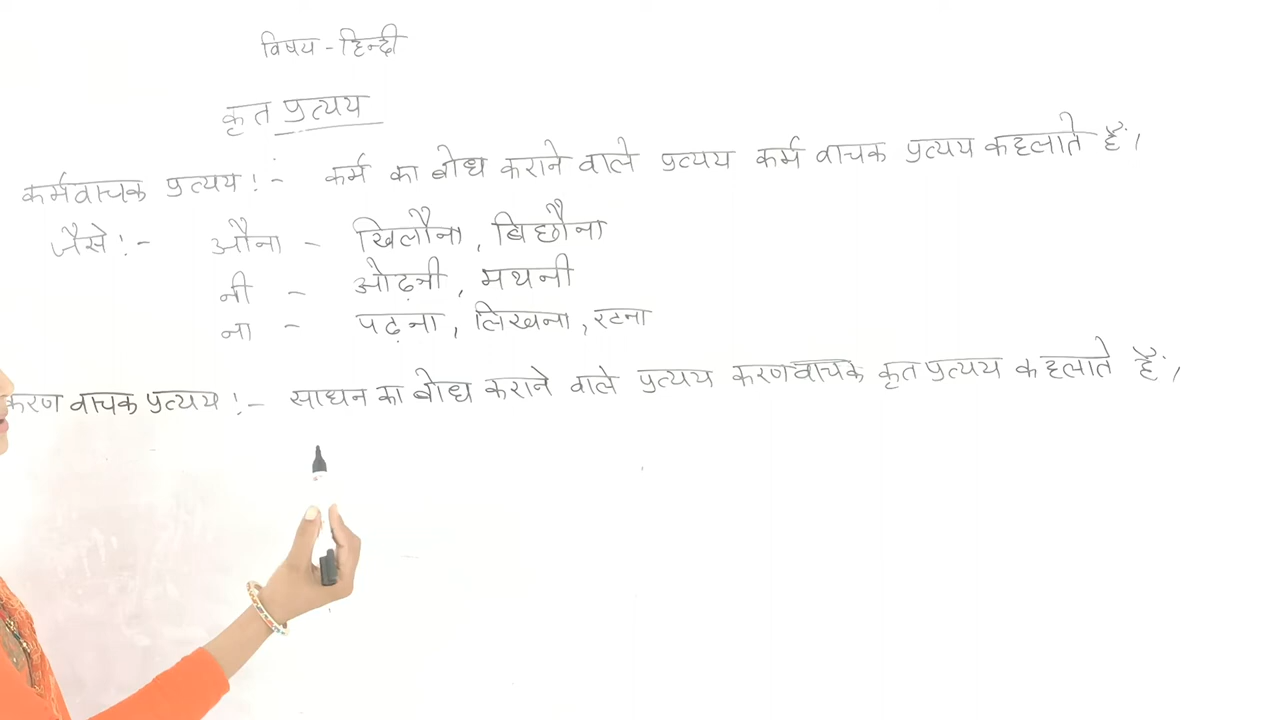 विषय - हिन्दी
कृत प्रत्यय
कर्मवाचक प्रत्यय !- कर्म का बोध कराने वाले प्रत्यय कर्म वाचक प्रत्यय कहलाते हैं,
जैसे !- औना - खिलौना, बिछौना
नी - ओढ़नी, मथनी
ना - पढ़ना, लिखना, रटना
करण वाचक प्रत्यय !- साधन का बोध कराने वाले प्रत्यय करणवाचक कृत प्रत्यय कहलाते हैं,